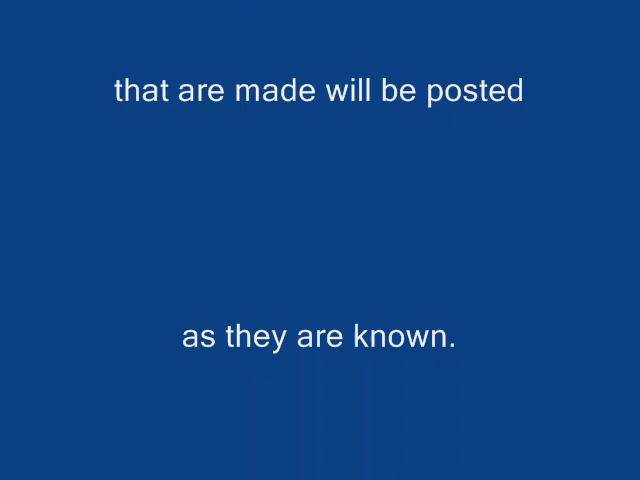 that are made will be posted
as they are known.